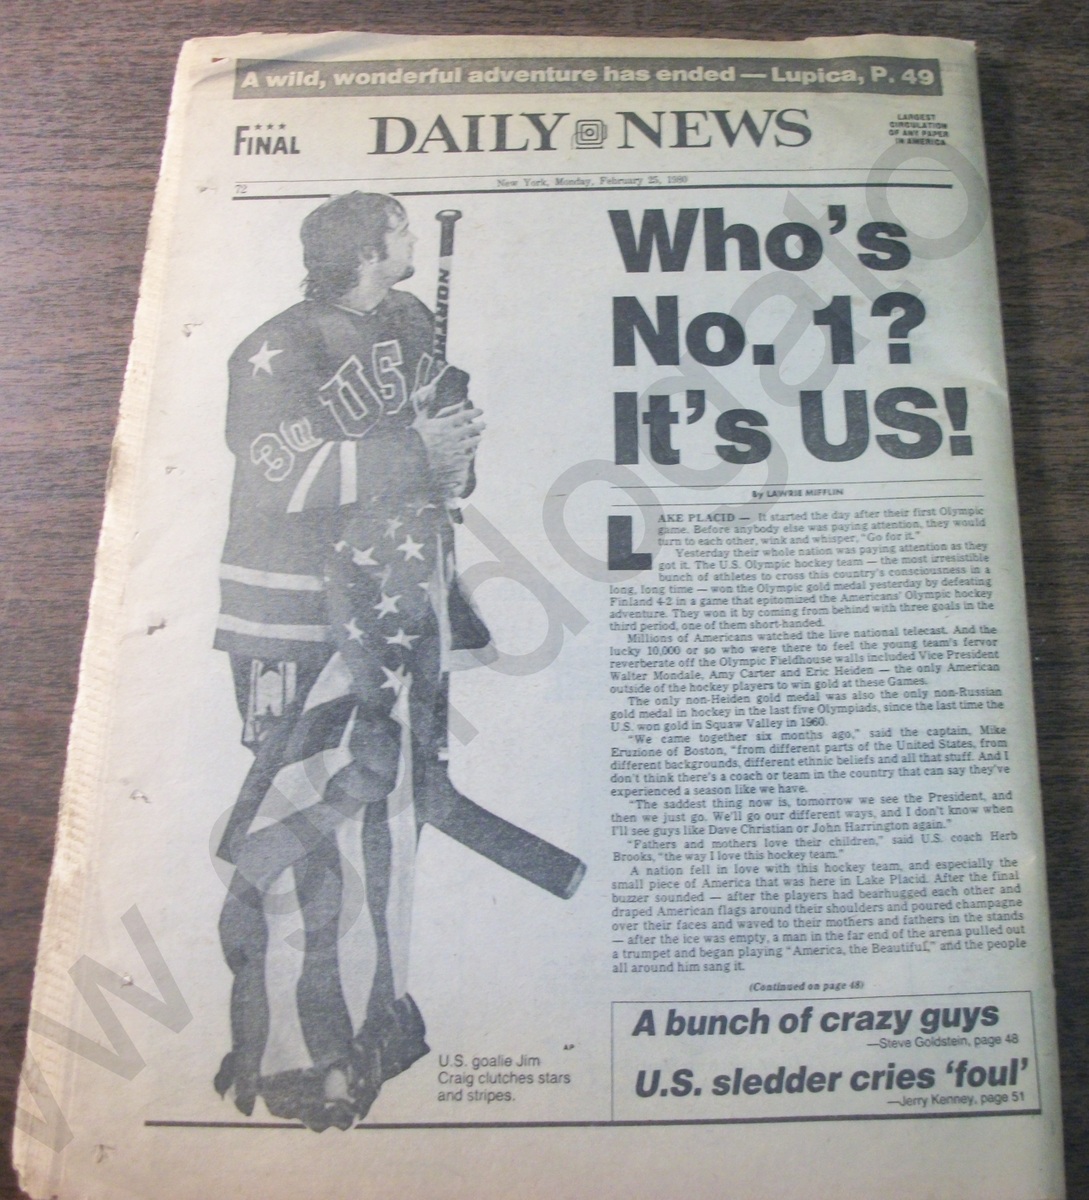 A wild, wonderful adventure has ended — Lupica, P. 49
★★★
FINAL
DAILY NEWS
LARGEST
CIRCULATION
OF ANY PAPER
IN AMERICA
72
New York, Monday, February 25, 1980
Who's
No. 1?
It's US!
By LAWRIE MIFFLIN
LAKE PLACID — It started the day after their first Olympic
game. Before anybody else was paying attention, they would
turn to each other, wink and whisper, "Go for it."
Yesterday their whole nation was paying attention as they
got it. The U.S. Olympic hockey team — the most irresistible
bunch of athletes to cross this country's consciousness in a
long, long time — won the Olympic gold medal yesterday by defeating
Finland 4-2 in a game that epitomized the Americans' Olympic hockey
adventure. They won it by coming from behind with three goals in the
third period, one of them short-handed.
Millions of Americans watched the live national telecast. And the
lucky 10,000 or so who were there to feel the young team's fervor
reverberate off the Olympic Fieldhouse walls included Vice President
Walter Mondale, Amy Carter and Eric Heiden — the only American
outside of the hockey players to win gold at these Games.
The only non-Heiden gold medal was also the only non-Russian
gold medal in hockey in the last five Olympiads, since the last time the
U.S. won gold in Squaw Valley in 1960.
"We came together six months ago," said the captain, Mike
Eruzione of Boston, "from different parts of the United States, from
different backgrounds, different ethnic beliefs and all that stuff. And I
don't think there's a coach or team in the country that can say they've
experienced a season like we have.
"The saddest thing now is, tomorrow we see the President, and
then we just go. We'll go our different ways, and I don't know when
I'll see guys like Dave Christian or John Harrington again."
"Fathers and mothers love their children," said U.S. coach Herb
Brooks, "the way I love this hockey team."
A nation fell in love with this hockey team, and especially the
small piece of America that was here in Lake Placid. After the final
buzzer sounded — after the players had bearhugged each other and
draped American flags around their shoulders and poured champagne
over their faces and waved to their mothers and fathers in the stands
— after the ice was empty, a man in the far end of the arena pulled out
a trumpet and began playing "America, the Beautiful," and the people
all around him sang it.
(Continued on page 48)
USA
30
NORTH
AP
U.S. goalie Jim
Craig clutches stars
and stripes.
A bunch of crazy guys
—Steve Goldstein, page 48
U.S. sledder cries 'foul'
—Jerry Kenney, page 51